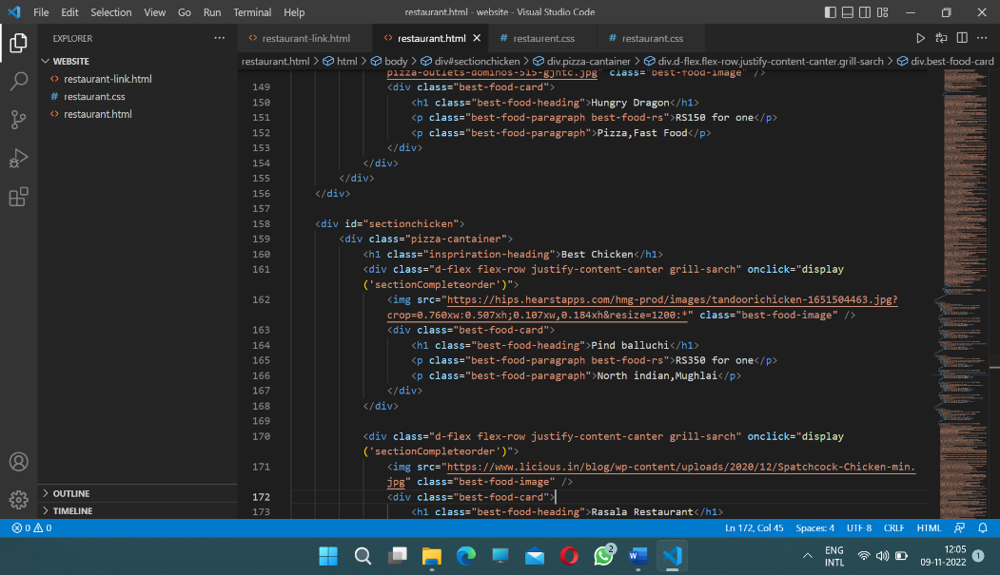 File Edit Selection View Go Run Terminal Help restaurant.html - website - Visual Studio Code
EXPLORER
WEBSITE
restaurant-link.html
# restaurant.css
restaurant.html
OUTLINE
TIMELINE
restaurant-link.html restaurant.html # restaurent.css # restaurant.css
restaurant.html > html > body > div#sectionchicken > div.pizza-cantainer > div.d-flex.flex-row.justify-content-canter.grill-sarch > div.best-food-card
pizza-outlets-dominos-515-gjntc.jpg" class="best-food-image" />
149 <div class="best-food-card">
150 <h1 class="best-food-heading">Hungry Dragon</h1>
151 <p class="best-food-paragraph best-food-rs">RS150 for one</p>
152 <p class="best-food-paragraph">Pizza,Fast Food</p>
153 </div>
154 </div>
155 </div>
156 </div>
157
158 <div id="sectionchicken">
159 <div class="pizza-cantainer">
160 <h1 class="inspriration-heading">Best Chicken</h1>
161 <div class="d-flex flex-row justify-content-canter grill-sarch" onclick="display
('sectionCompleteorder')">
162 <img src="https://hips.hearstapps.com/hmg-prod/images/tandoorichicken-1651504463.jpg?
crop=0.760xw:0.507xh;0.107xw,0.184xh&resize=1200:*" class="best-food-image" />
163 <div class="best-food-card">
164 <h1 class="best-food-heading">Pind balluchi</h1>
165 <p class="best-food-paragraph best-food-rs">RS350 for one</p>
166 <p class="best-food-paragraph">North indian,Mughlai</p>
167 </div>
168 </div>
169
170 <div class="d-flex flex-row justify-content-canter grill-sarch" onclick="display
('sectionCompleteorder')">
171 <img src="https://www.licious.in/blog/wp-content/uploads/2020/12/Spatchcock-Chicken-min.
jpg" class="best-food-image" />
172 <div class="best-food-card">
173 <h1 class="best-food-heading">Rasala Restaurant</h1>
0 0 Ln 172, Col 45 Spaces: 4 UTF-8 CRLF HTML
2
ENG
INTL
12:05
09-11-2022
1